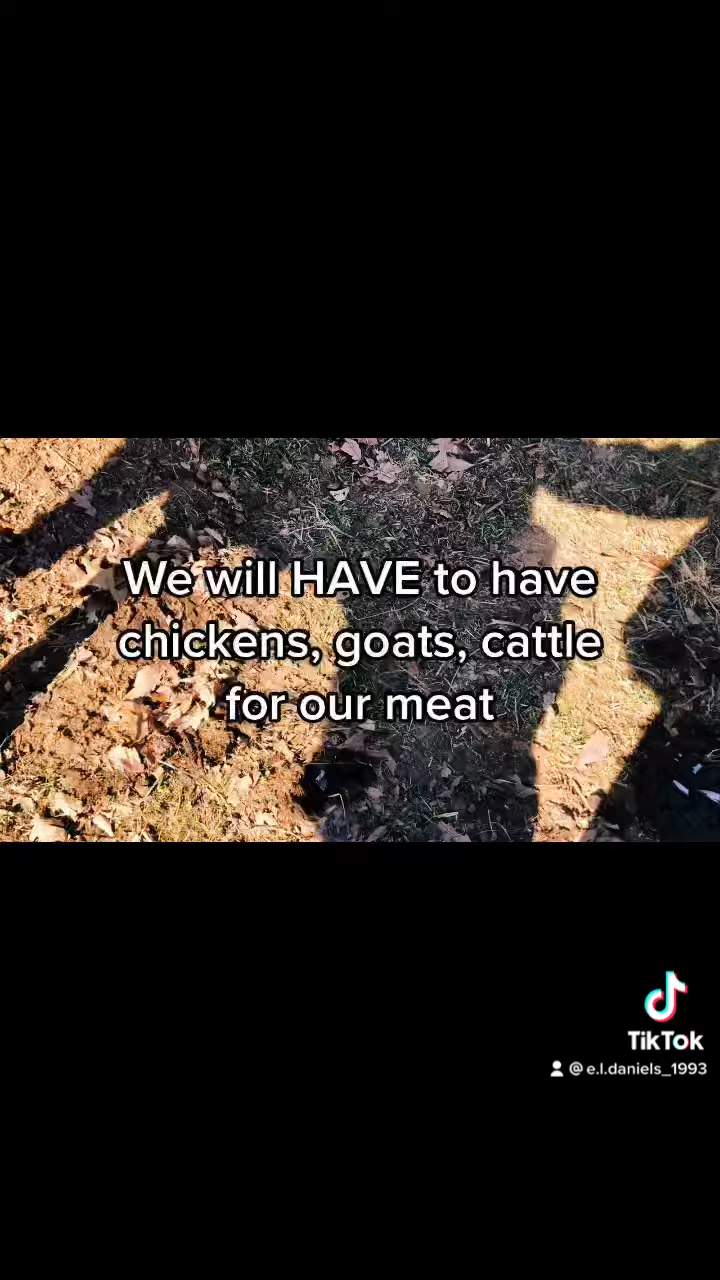 We will HAVE to have
chickens, goats, cattle
for our meat
TikTok
@e.l.daniels_1993